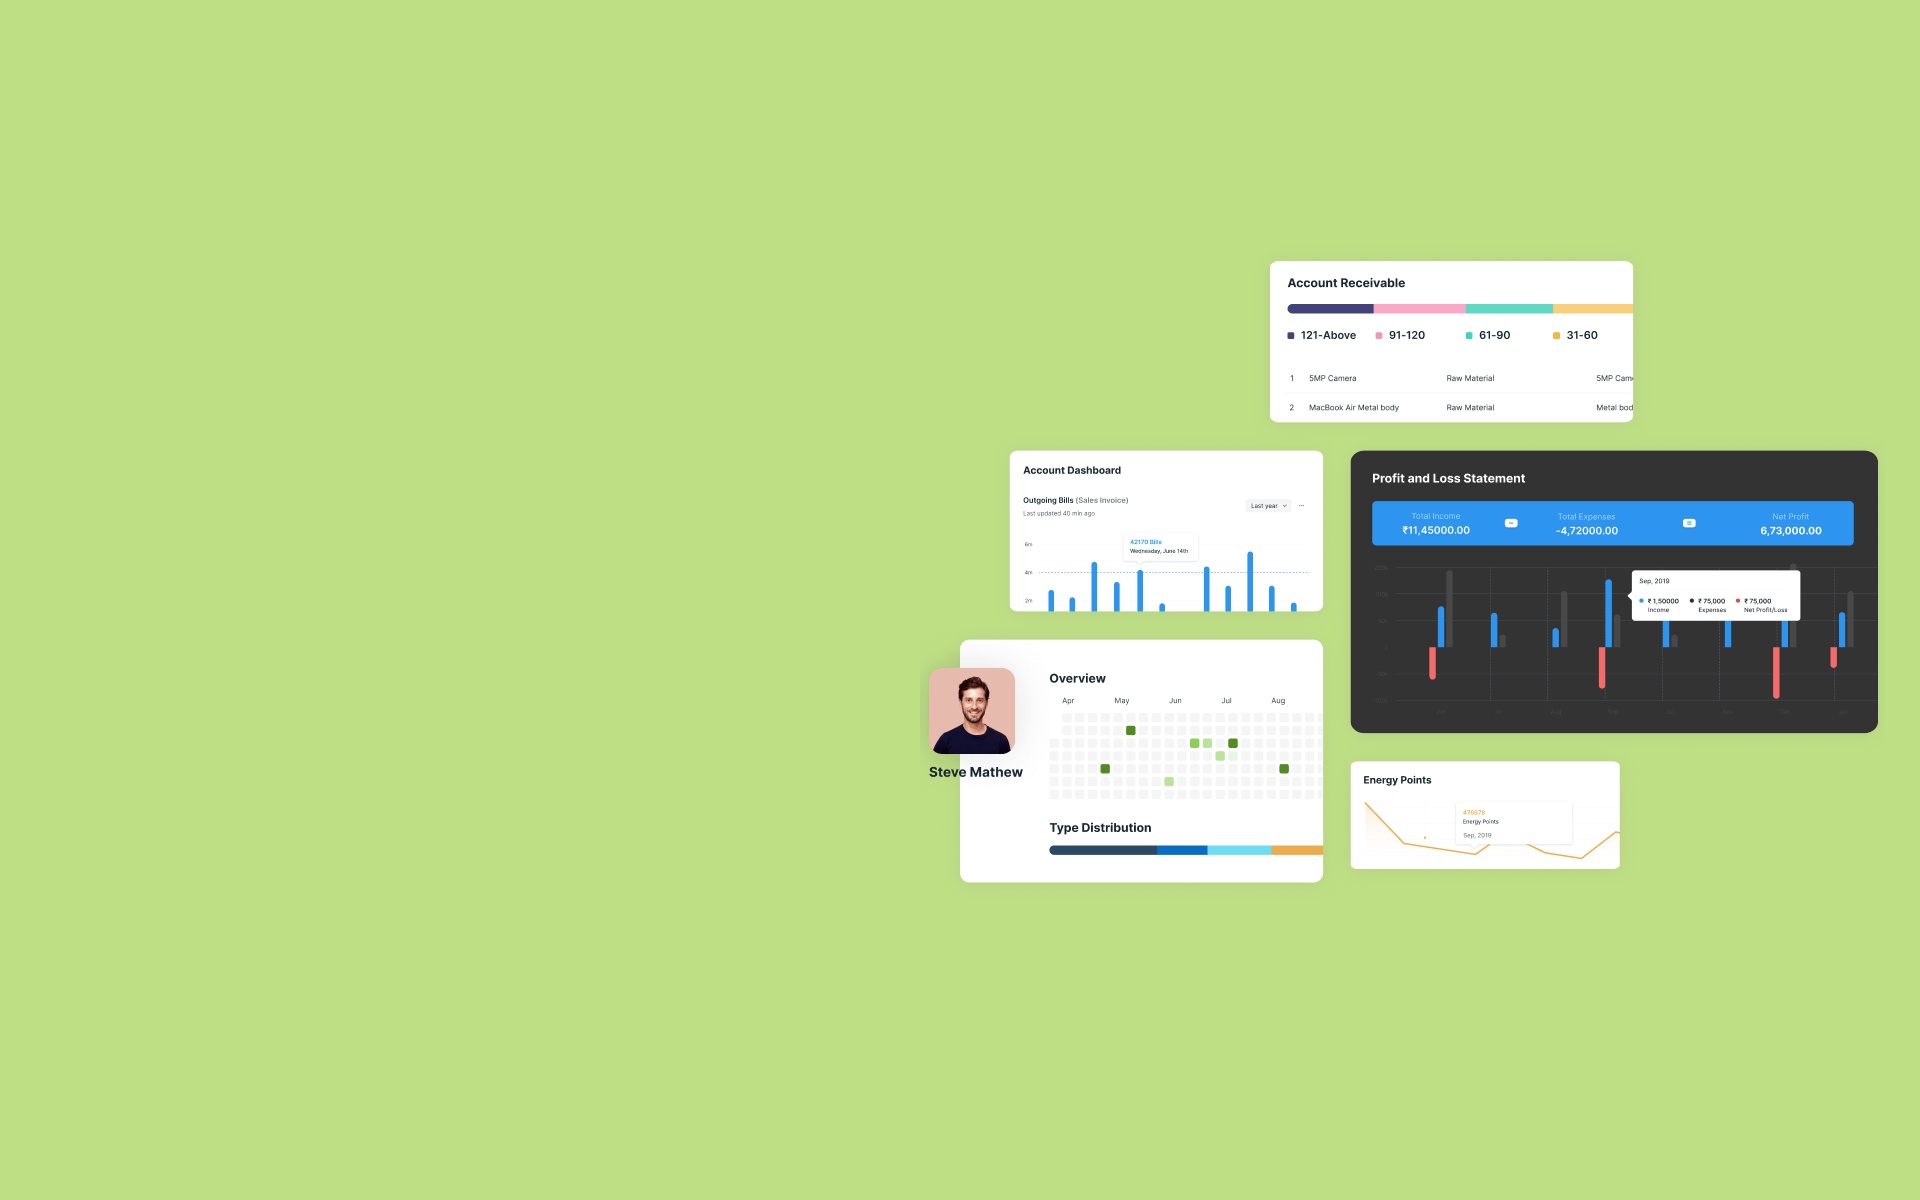 Account Receivable
121-Above 91-120 61-90 31-60
1 5MP Camera Raw Material 5MP Came
2 MacBook Air Metal body Raw Material Metal bod
Account Dashboard
Outgoing Bills (Sales Invoice)
Last updated 40 min ago
Last year
6m
42170 Bills
Wednesday, June 14th
4m
2m
Profit and Loss Statement
Total Income Total Expenses Net Profit
₹11,45000.00 -4,72000.00 6,73,000.00
Sep, 2019
₹ 1,50000 ₹ 75,000 ₹ 75,000
Income Expenses Net Profit/Loss
Steve Mathew
Overview
Apr May Jun Jul Aug
Type Distribution
Energy Points
Energy Points
Sep, 2019